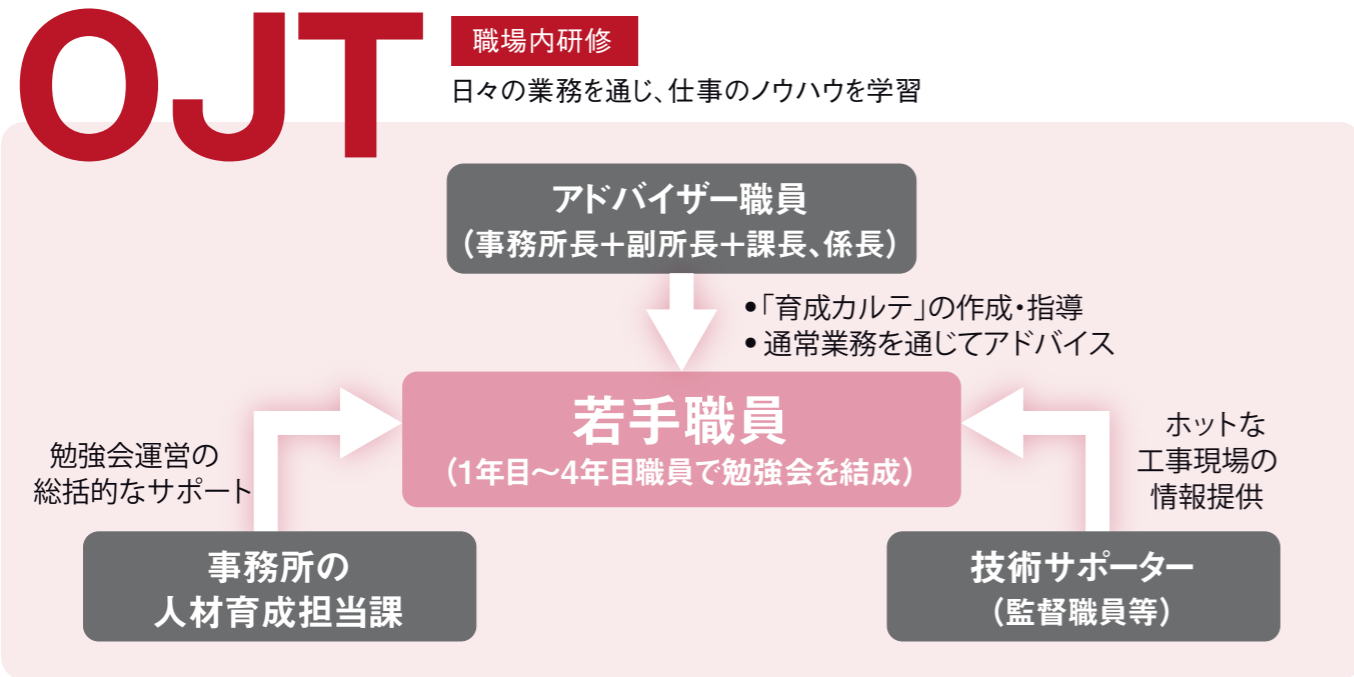 OJT
職場内研修
日々の業務を通じ、仕事のノウハウを学習
アドバイザー職員
（事務所長＋副所長＋課長、係長）
•「育成カルテ」の作成・指導
• 通常業務を通じてアドバイス
若手職員
（1年目〜4年目職員で勉強会を結成）
勉強会運営の
総括的なサポート
ホットな
工事現場の
情報提供
事務所の
人材育成担当課
技術サポーター
（監督職員等）